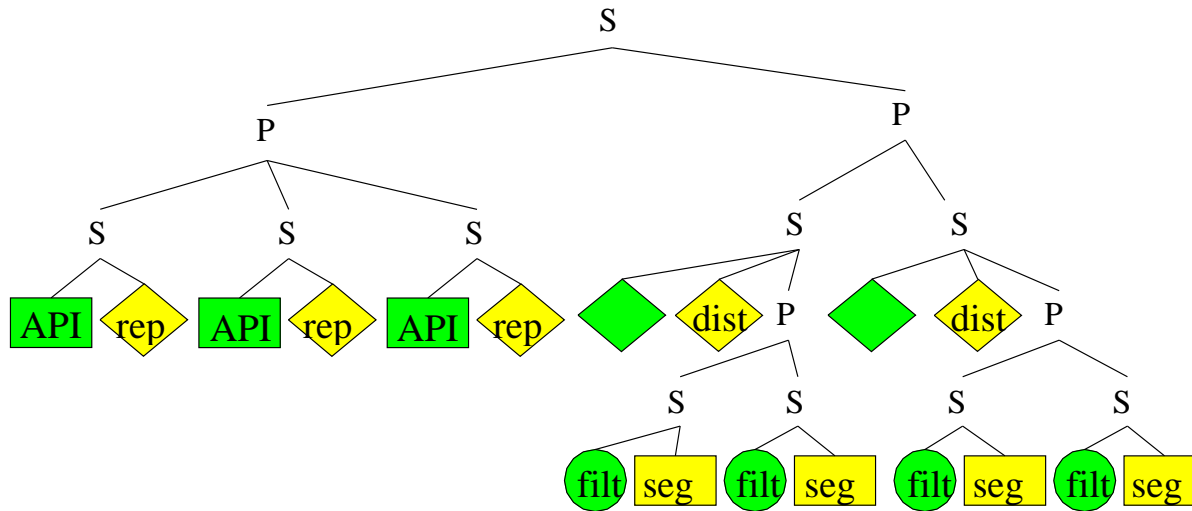 S
P P
S S S S S
API rep API rep API rep dist P dist P
S S S S
filt seg filt seg filt seg filt seg